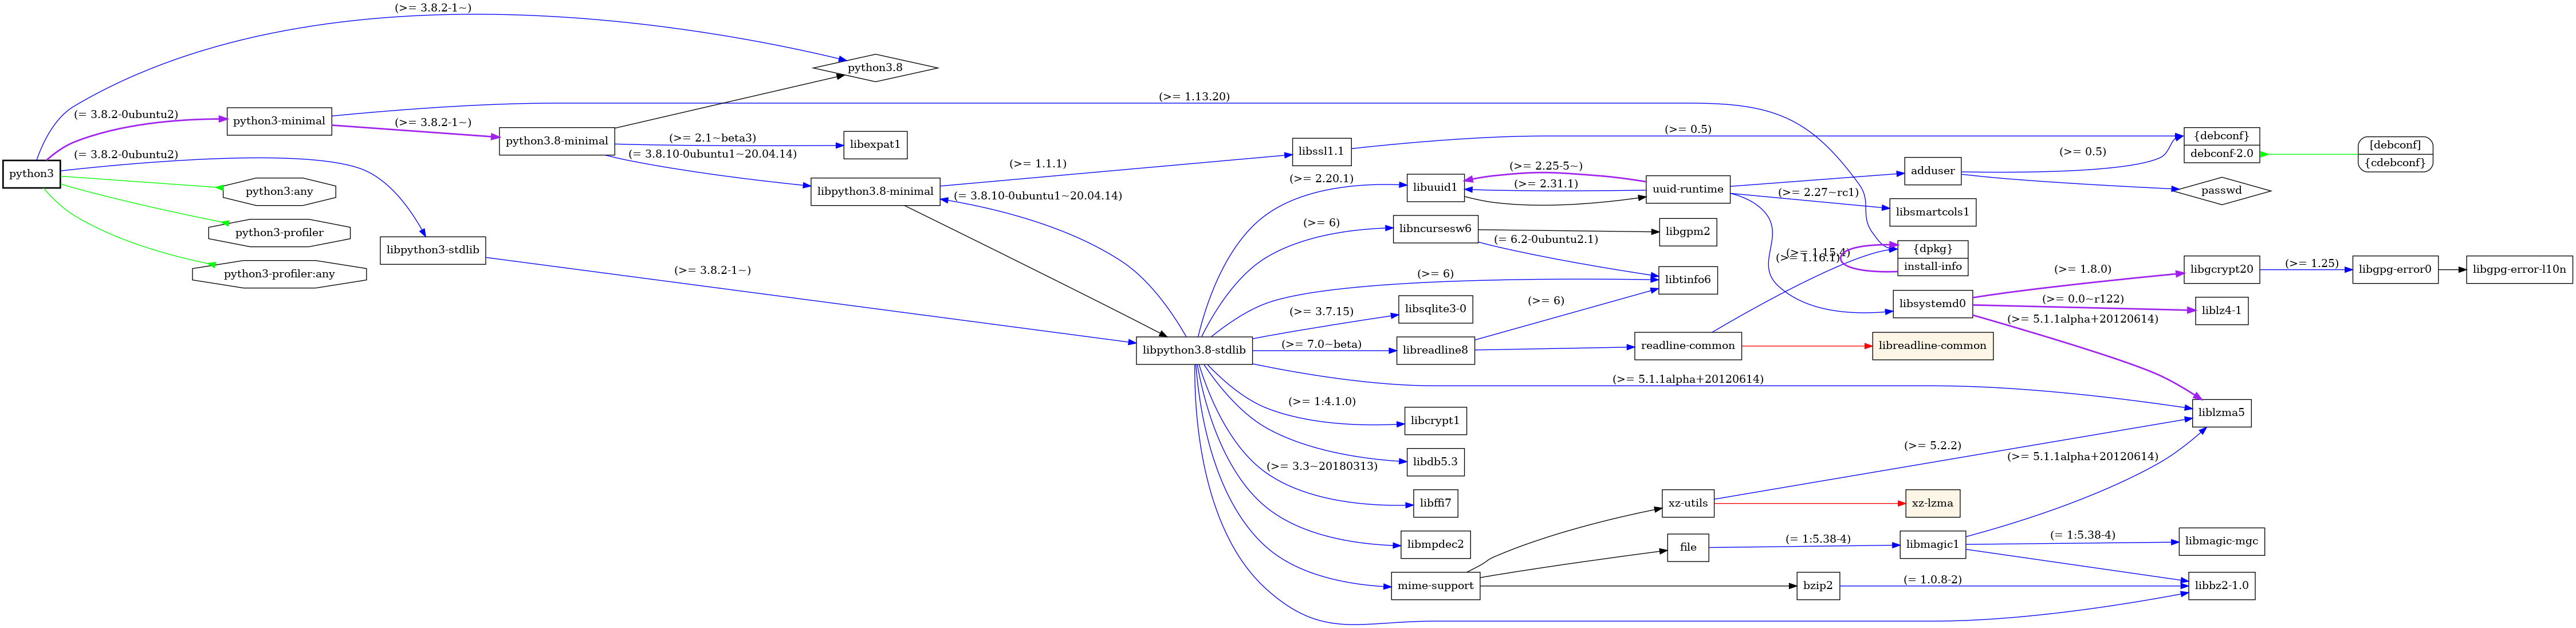 (>= 3.8.2-1~)
python3.8
(= 3.8.2-0ubuntu2)
python3-minimal
(>= 3.8.2-1~)
(>= 1.13.20)
python3.8-minimal
(>= 2.1~beta3)
libexpat1
(= 3.8.10-0ubuntu1~20.04.14)
(= 3.8.2-0ubuntu2)
python3
python3:any
python3-profiler
python3-profiler:any
libpython3-stdlib
(>= 3.8.2-1~)
libpython3.8-minimal
(>= 1.1.1)
(= 3.8.10-0ubuntu1~20.04.14)
libssl1.1
(>= 0.5)
{debconf}
debconf-2.0
[debconf]
{cdebconf}
(>= 2.20.1)
libuuid1
(>= 2.25-5~)
(>= 2.31.1)
uuid-runtime
adduser
(>= 0.5)
passwd
(>= 2.27~rc1)
libsmartcols1
(>= 6)
libncursesw6
libgpm2
(= 6.2-0ubuntu2.1)
(>= 1.15.4)
(>= 1.16.1)
{dpkg}
install-info
(>= 6)
libtinfo6
(>= 3.7.15)
libsqlite3-0
(>= 6)
libsystemd0
(>= 1.8.0)
libgcrypt20
(>= 1.25)
libgpg-error0
libgpg-error-l10n
(>= 0.0~r122)
liblz4-1
(>= 5.1.1alpha+20120614)
libpython3.8-stdlib
(>= 7.0~beta)
libreadline8
readline-common
libreadline-common
(>= 5.1.1alpha+20120614)
liblzma5
(>= 1:4.1.0)
libcrypt1
libdb5.3
(>= 3.3~20180313)
libffi7
libmpdec2
mime-support
xz-utils
(>= 5.2.2)
xz-lzma
(>= 5.1.1alpha+20120614)
file
(= 1:5.38-4)
libmagic1
(= 1:5.38-4)
libmagic-mgc
bzip2
(= 1.0.8-2)
libbz2-1.0